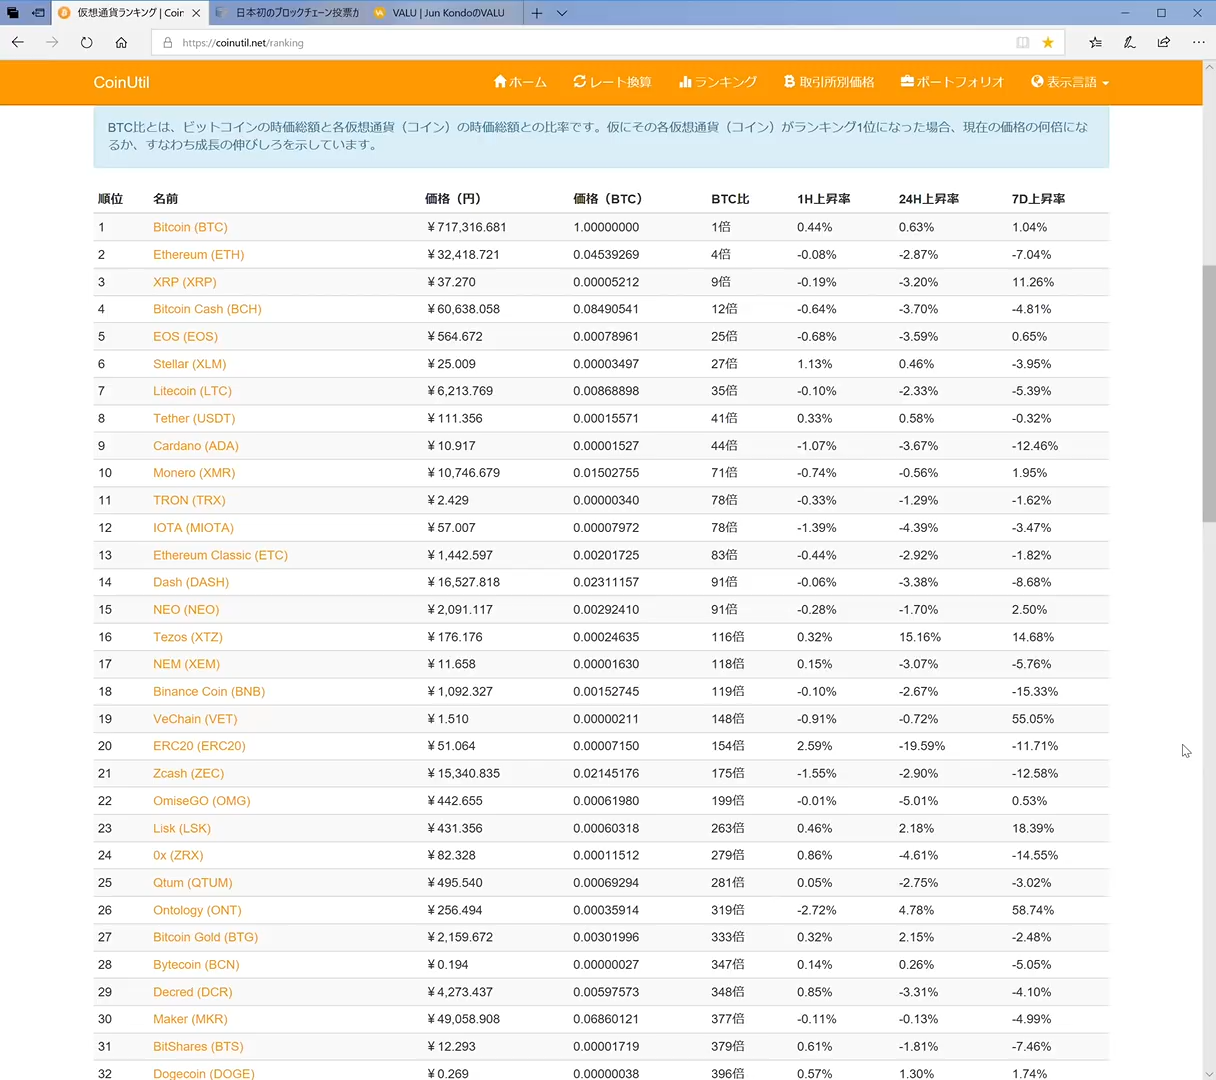 仮想通貨ランキング | Coin
日本初のブロックチェーン投票が
VALU | Jun KondoのVALU
https://coinutil.net/ranking
CoinUtil ホーム レート換算 ランキング 取引所別価格 ポートフォリオ 表示言語
BTC比とは、ビットコインの時価総額と各仮想通貨（コイン）の時価総額との比率です。仮にその各仮想通貨（コイン）がランキング1位になった場合、現在の価格の何倍にな
るか、すなわち成長の伸びしろを示しています。
順位 名前 価格（円） 価格（BTC） BTC比 1H上昇率 24H上昇率 7D上昇率
1 Bitcoin (BTC) ¥717,316.681 1.00000000 1倍 0.44% 0.63% 1.04%
2 Ethereum (ETH) ¥32,418.721 0.04539269 4倍 -0.08% -2.87% -7.04%
3 XRP (XRP) ¥37.270 0.00005212 9倍 -0.19% -3.20% 11.26%
4 Bitcoin Cash (BCH) ¥60,638.058 0.08490541 12倍 -0.64% -3.70% -4.81%
5 EOS (EOS) ¥564.672 0.00078961 25倍 -0.68% -3.59% 0.65%
6 Stellar (XLM) ¥25.009 0.00003497 27倍 1.13% 0.46% -3.95%
7 Litecoin (LTC) ¥6,213.769 0.00868898 35倍 -0.10% -2.33% -5.39%
8 Tether (USDT) ¥111.356 0.00015571 41倍 0.33% 0.58% -0.32%
9 Cardano (ADA) ¥10.917 0.00001527 44倍 -1.07% -3.67% -12.46%
10 Monero (XMR) ¥10,746.679 0.01502755 71倍 -0.74% -0.56% 1.95%
11 TRON (TRX) ¥2.429 0.00000340 78倍 -0.33% -1.29% -1.62%
12 IOTA (MIOTA) ¥57.007 0.00007972 78倍 -1.39% -4.39% -3.47%
13 Ethereum Classic (ETC) ¥1,442.597 0.00201725 83倍 -0.44% -2.92% -1.82%
14 Dash (DASH) ¥16,527.818 0.02311157 91倍 -0.06% -3.38% -8.68%
15 NEO (NEO) ¥2,091.117 0.00292410 91倍 -0.28% -1.70% 2.50%
16 Tezos (XTZ) ¥176.176 0.00024635 116倍 0.32% 15.16% 14.68%
17 NEM (XEM) ¥11.658 0.00001630 118倍 0.15% -3.07% -5.76%
18 Binance Coin (BNB) ¥1,092.327 0.00152745 119倍 -0.10% -2.67% -15.33%
19 VeChain (VET) ¥1.510 0.00000211 148倍 -0.91% -0.72% 55.05%
20 ERC20 (ERC20) ¥51.064 0.00007150 154倍 2.59% -19.59% -11.71%
21 Zcash (ZEC) ¥15,340.835 0.02145176 175倍 -1.55% -2.90% -12.58%
22 OmiseGO (OMG) ¥442.655 0.00061980 199倍 -0.01% -5.01% 0.53%
23 Lisk (LSK) ¥431.356 0.00060318 263倍 0.46% 2.18% 18.39%
24 0x (ZRX) ¥82.328 0.00011512 279倍 0.86% -4.61% -14.55%
25 Qtum (QTUM) ¥495.540 0.00069294 281倍 0.05% -2.75% -3.02%
26 Ontology (ONT) ¥256.494 0.00035914 319倍 -2.72% 4.78% 58.74%
27 Bitcoin Gold (BTG) ¥2,159.672 0.00301996 333倍 0.32% 2.15% -2.48%
28 Bytecoin (BCN) ¥0.194 0.00000027 347倍 0.14% 0.26% -5.05%
29 Decred (DCR) ¥4,273.437 0.00597573 348倍 0.85% -3.31% -4.10%
30 Maker (MKR) ¥49,058.908 0.06860121 377倍 -0.11% -0.13% -4.99%
31 BitShares (BTS) ¥12.293 0.00001719 379倍 0.61% -1.81% -7.46%
32 Dogecoin (DOGE) ¥0.269 0.00000038 396倍 0.57% 1.30% 1.74%